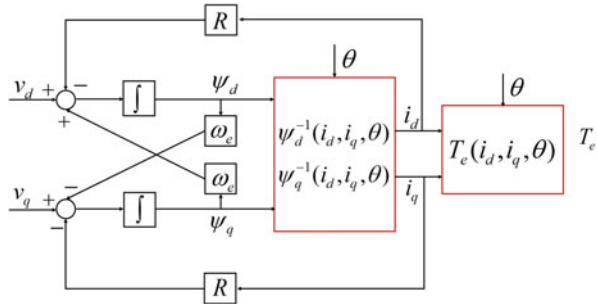 R
θ
θ
v_d + − ∫ ψ_d
+
ω_e
ψ_d^{-1}(i_d, i_q, θ)
i_d
T_e(i_d, i_q, θ)
T_e
ω_e
ψ_q^{-1}(i_d, i_q, θ)
i_q
−
v_q + ∫ ψ_q
−
R